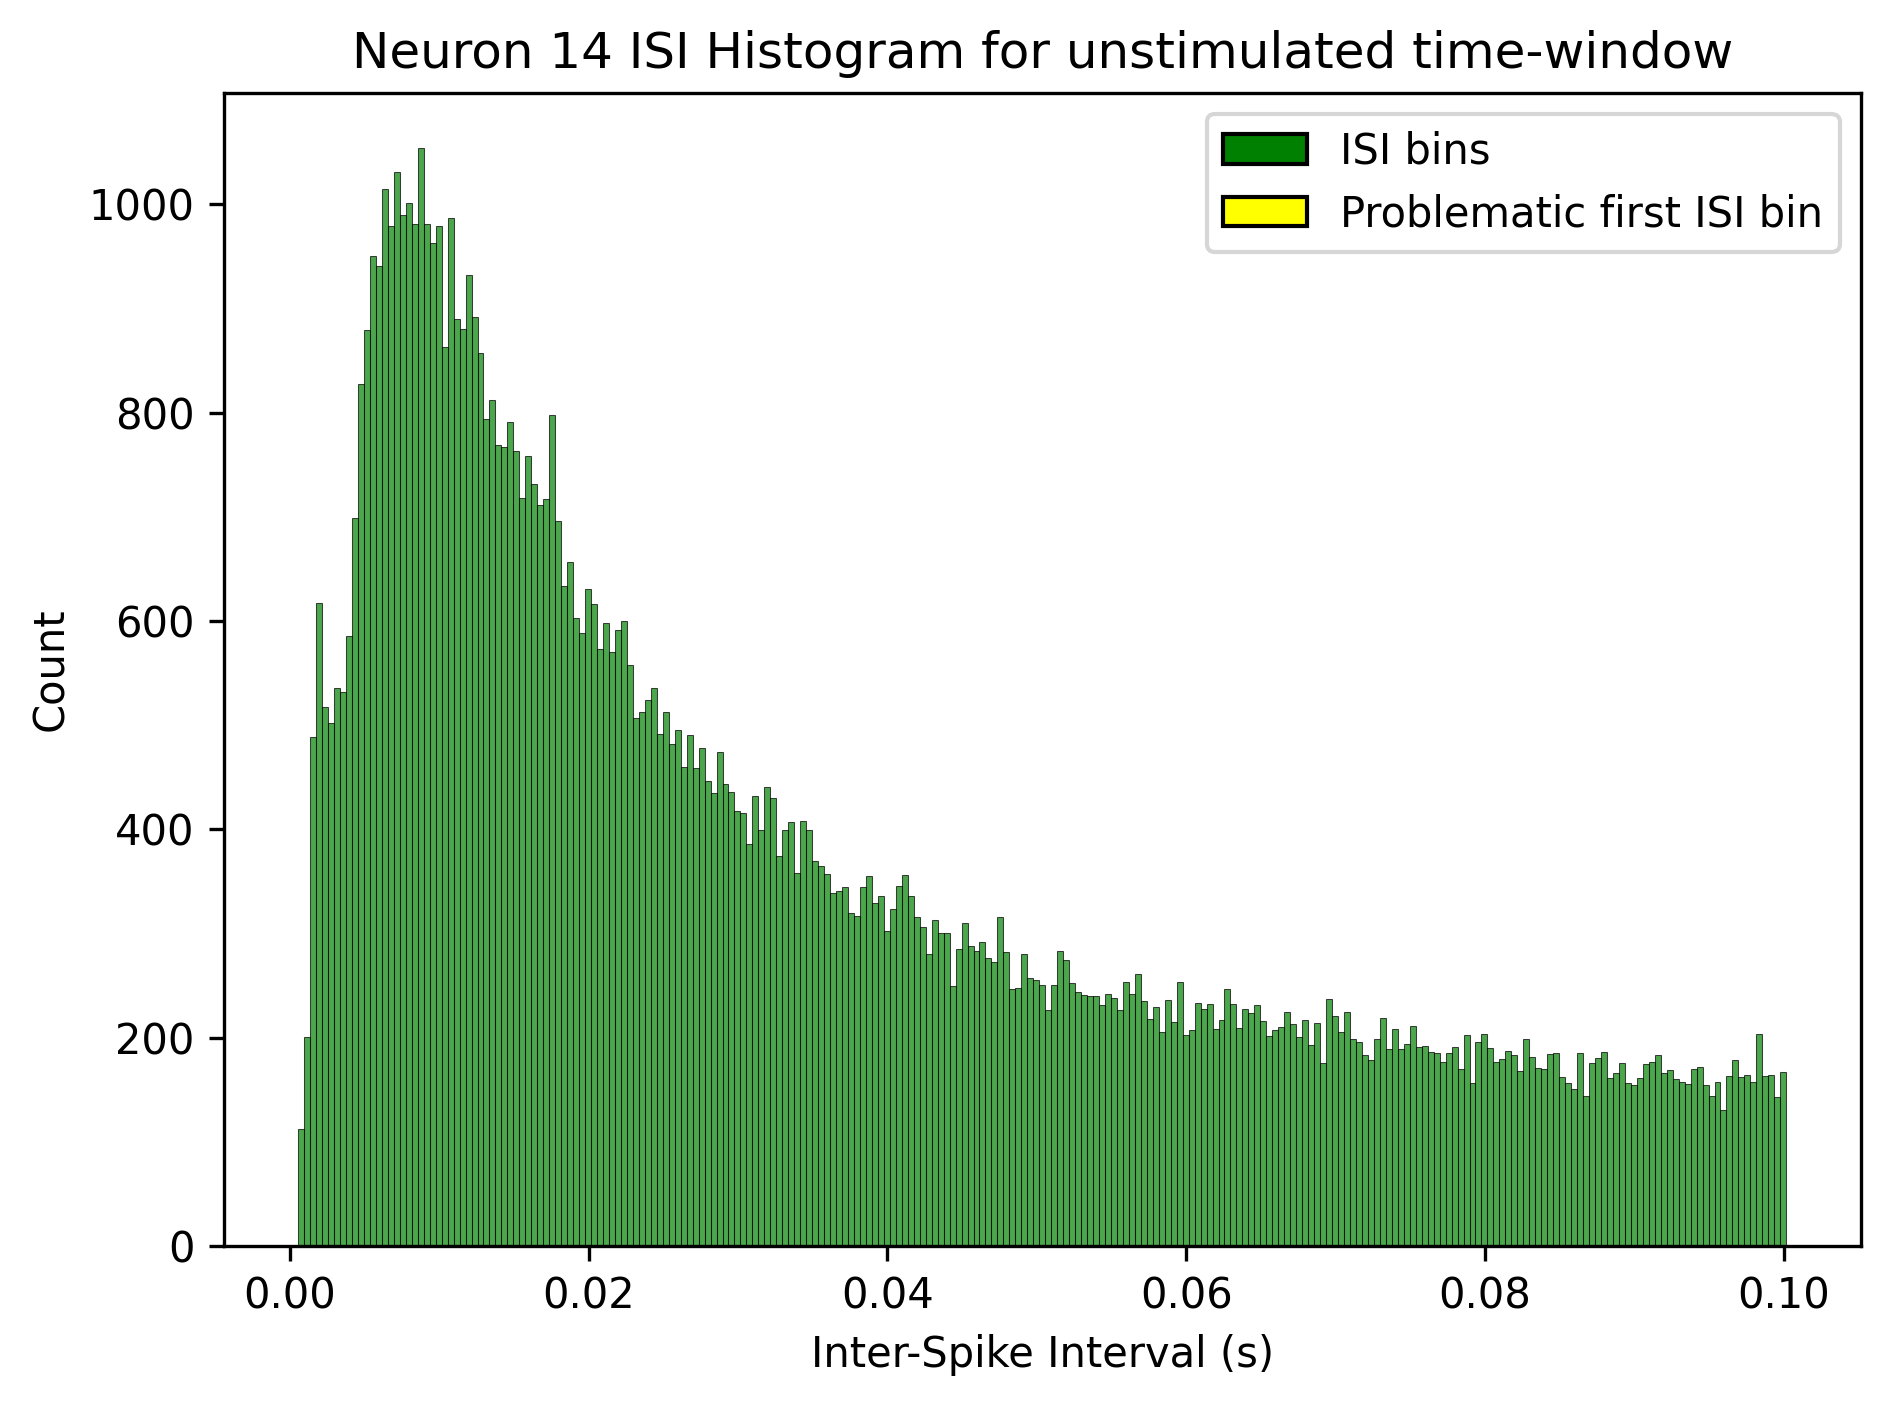 Neuron 14 ISI Histogram for unstimulated time-window
ISI bins
Problematic first ISI bin
1000
800
600
400
200
0
Count
0.00 0.02 0.04 0.06 0.08 0.10
Inter-Spike Interval (s)